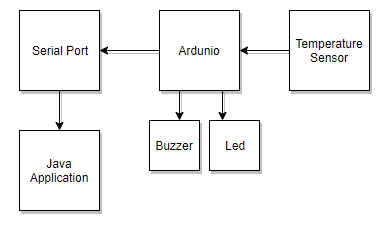 Serial Port
Ardunio
Temperature
Sensor
Buzzer
Led
Java
Application